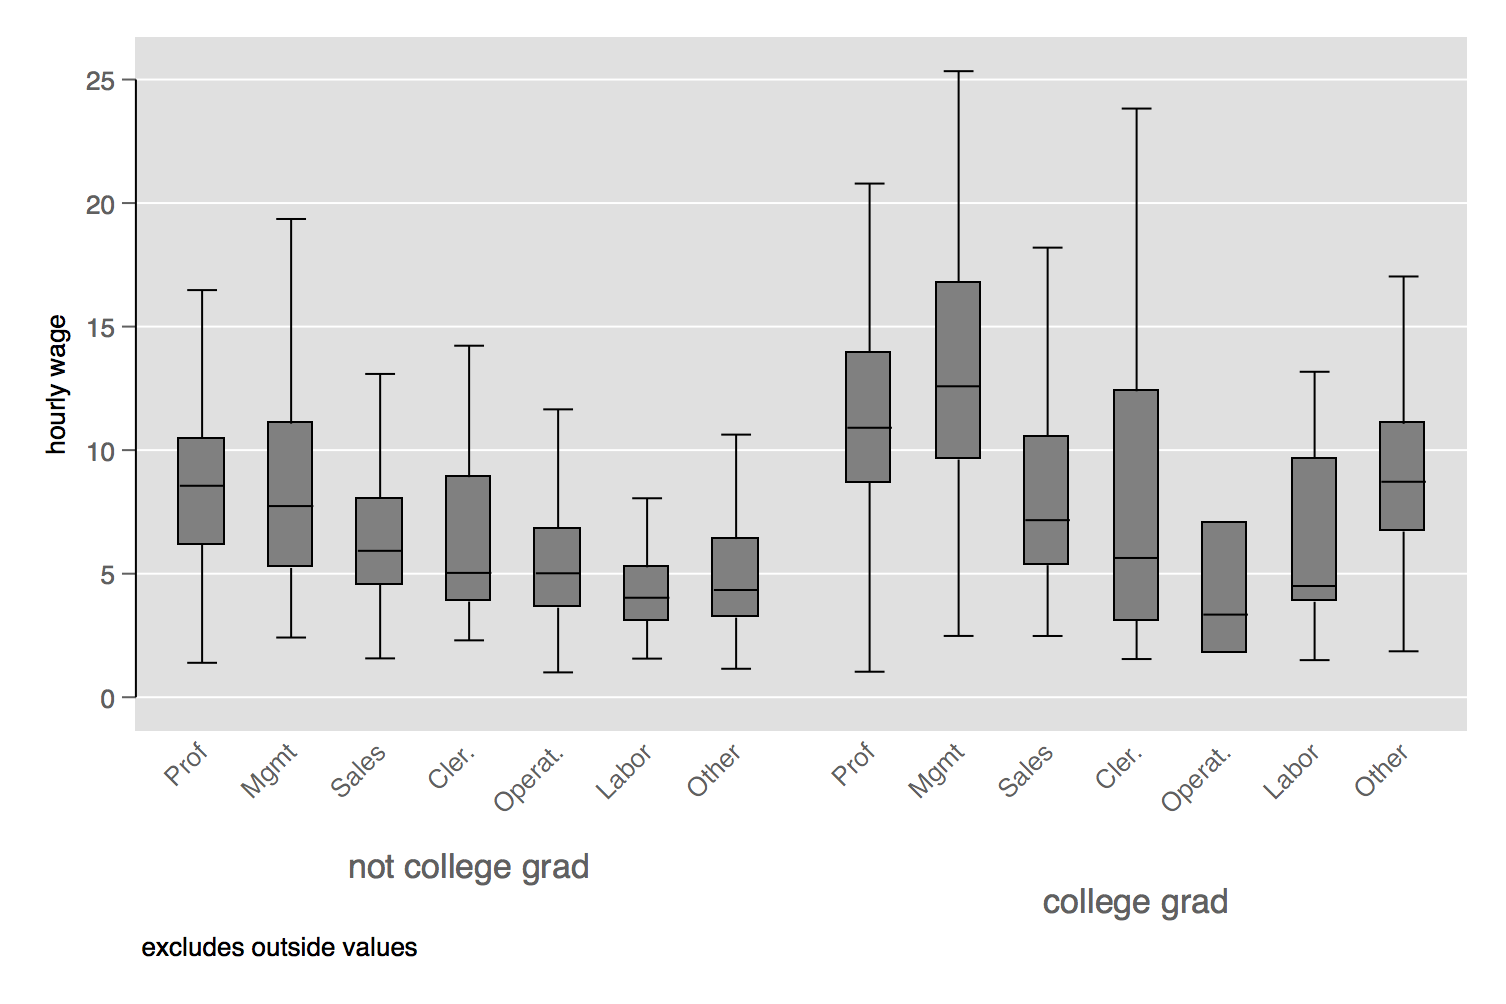 25
20
15
10
5
0
hourly wage
Prof Mgmt Sales Cler. Operat. Labor Other Prof Mgmt Sales Cler. Operat. Labor Other
not college grad
college grad
excludes outside values